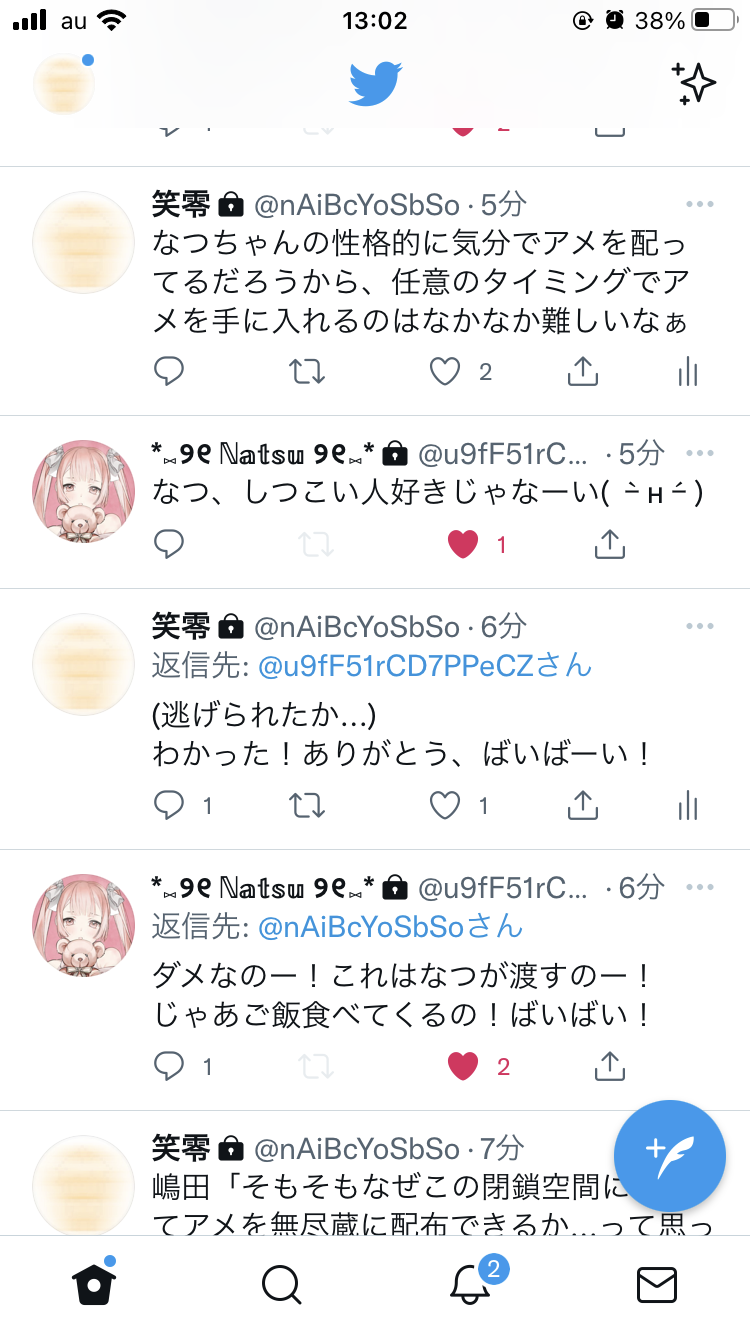 au 13:02 38%
1 2
笑零 @nAiBcYoSbSo · 5分
なつちゃんの性格的に気分でアメを配っ
てるだろうから、任意のタイミングでア
メを手に入れるのはなかなか難しいなぁ
2
*⑅୨୧ ℕ𝕒𝕥𝕤𝕦 ୨୧⑅* @u9fF51rC... · 5分
なつ、しつこい人好きじゃなーい( ˙́ʜ˙̀ )
1
笑零 @nAiBcYoSbSo · 6分
返信先: @u9fF51rCD7PPeCZさん
(逃げられたか…)
わかった！ありがとう、ばいばーい！
1 1
*⑅୨୧ ℕ𝕒𝕥𝕤𝕦 ୨୧⑅* @u9fF51rC... · 6分
返信先: @nAiBcYoSbSoさん
ダメなのー！これはなつが渡すのー！
じゃあご飯食べてくるの！ばいばい！
1 2
笑零 @nAiBcYoSbSo · 7分
嶋田「そもそもなぜこの閉鎖空間に
てアメを無尽蔵に配布できるか…って思っ
2